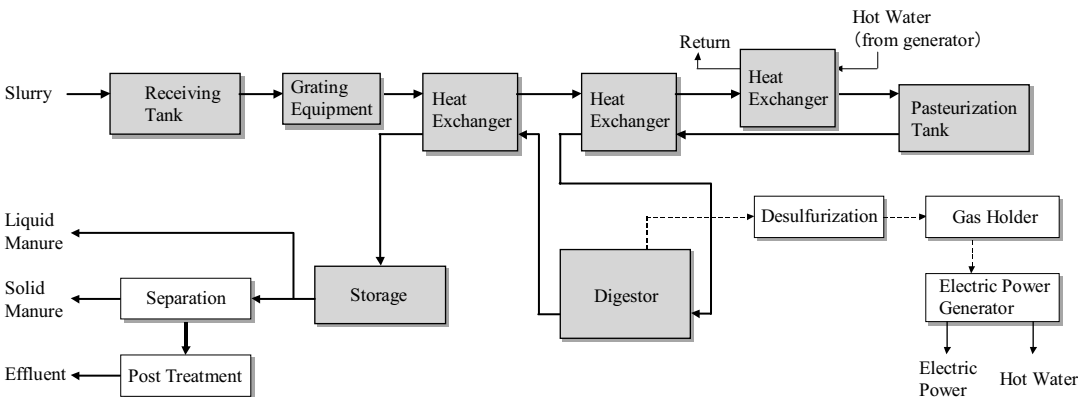 Hot Water
(from generator)
Return
Heat
Exchanger
Slurry
Receiving
Tank
Grating
Equipment
Heat
Exchanger
Heat
Exchanger
Pasteurization
Tank
Liquid
Manure
Desulfurization
Gas Holder
Solid
Manure
Separation
Storage
Digestor
Electric Power
Generator
Effluent
Post Treatment
Electric
Power
Hot Water